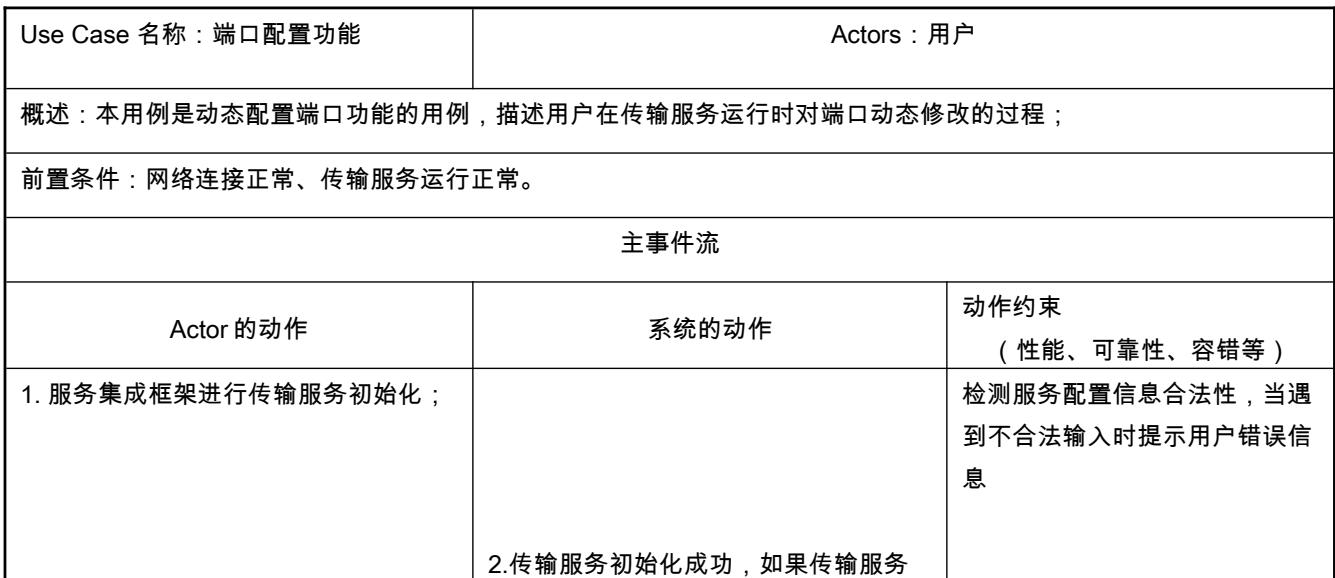 Use Case 名称：端口配置功能
Actors：用户
概述：本用例是动态配置端口功能的用例，描述用户在传输服务运行时对端口动态修改的过程；
前置条件：网络连接正常、传输服务运行正常。
主事件流
Actor 的动作
系统的动作
动作约束
（性能、可靠性、容错等）
1. 服务集成框架进行传输服务初始化；
检测服务配置信息合法性，当遇
到不合法输入时提示用户错误信
息
2.传输服务初始化成功，如果传输服务